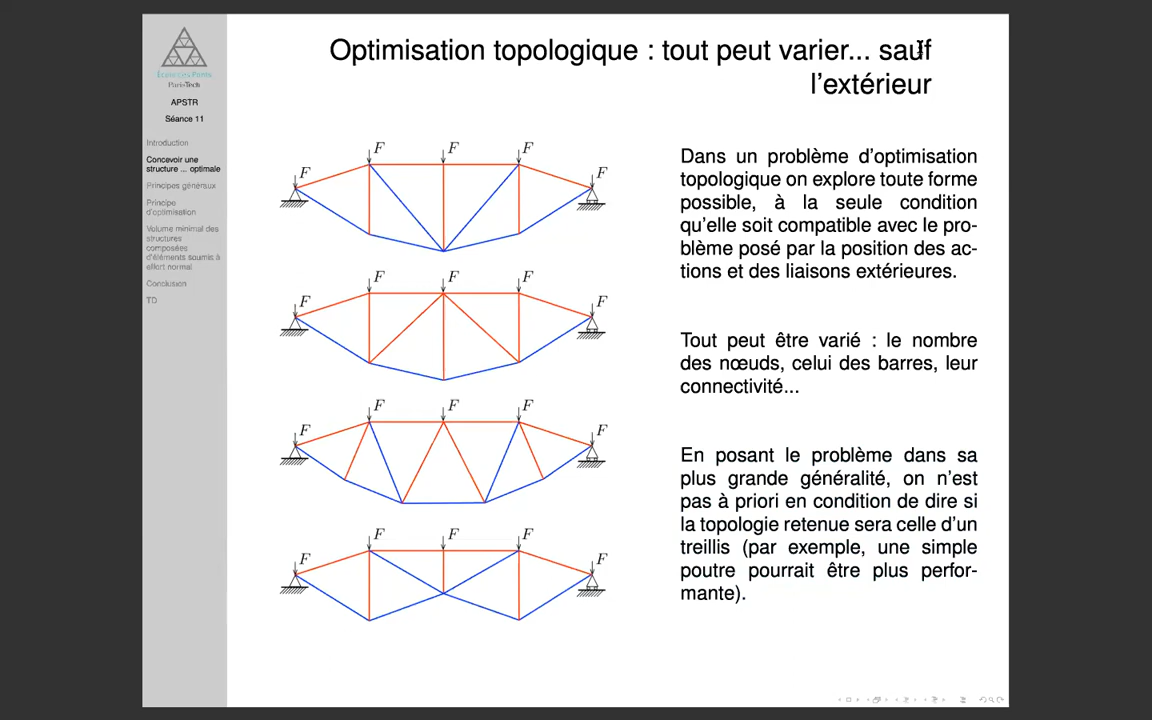 École des Ponts
ParisTech
APSTR
Séance 11
Introduction
Concevoir une
structure ... optimale
Principes généraux
Principe
d'optimisation
Volume minimal des
structures
composées
d'éléments soumis à
effort normal
Conclusion
TD
Optimisation topologique : tout peut varier... sauf
l'extérieur
F F F
F F
F F F
F F
F F F
F F
F F F
F F
Dans un problème d'optimisation
topologique on explore toute forme
possible, à la seule condition
qu'elle soit compatible avec le pro-
blème posé par la position des ac-
tions et des liaisons extérieures.
Tout peut être varié : le nombre
des nœuds, celui des barres, leur
connectivité...
En posant le problème dans sa
plus grande généralité, on n'est
pas à priori en condition de dire si
la topologie retenue sera celle d'un
treillis (par exemple, une simple
poutre pourrait être plus perfor-
mante).